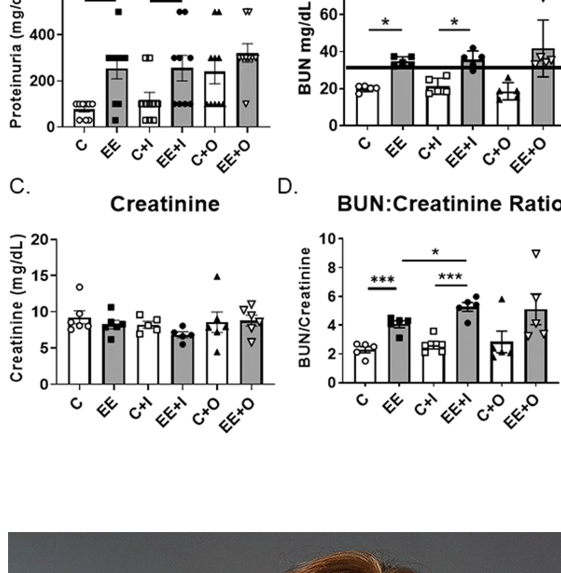 Proteinuria (mg/d
400
200
0
C
EE
C+I
EE+I
C+O
EE+O
BUN mg/dL
60
40
20
0
*
*
C
EE
C+I
EE+I
C+O
EE+O
C.
Creatinine
Creatinine (mg/dL)
20
15
10
5
0
C
EE
C+I
EE+I
C+O
EE+O
D.
BUN:Creatinine Ratio
BUN/Creatinine
10
8
6
4
2
0
*
***
***
C
EE
C+I
EE+I
C+O
EE+O